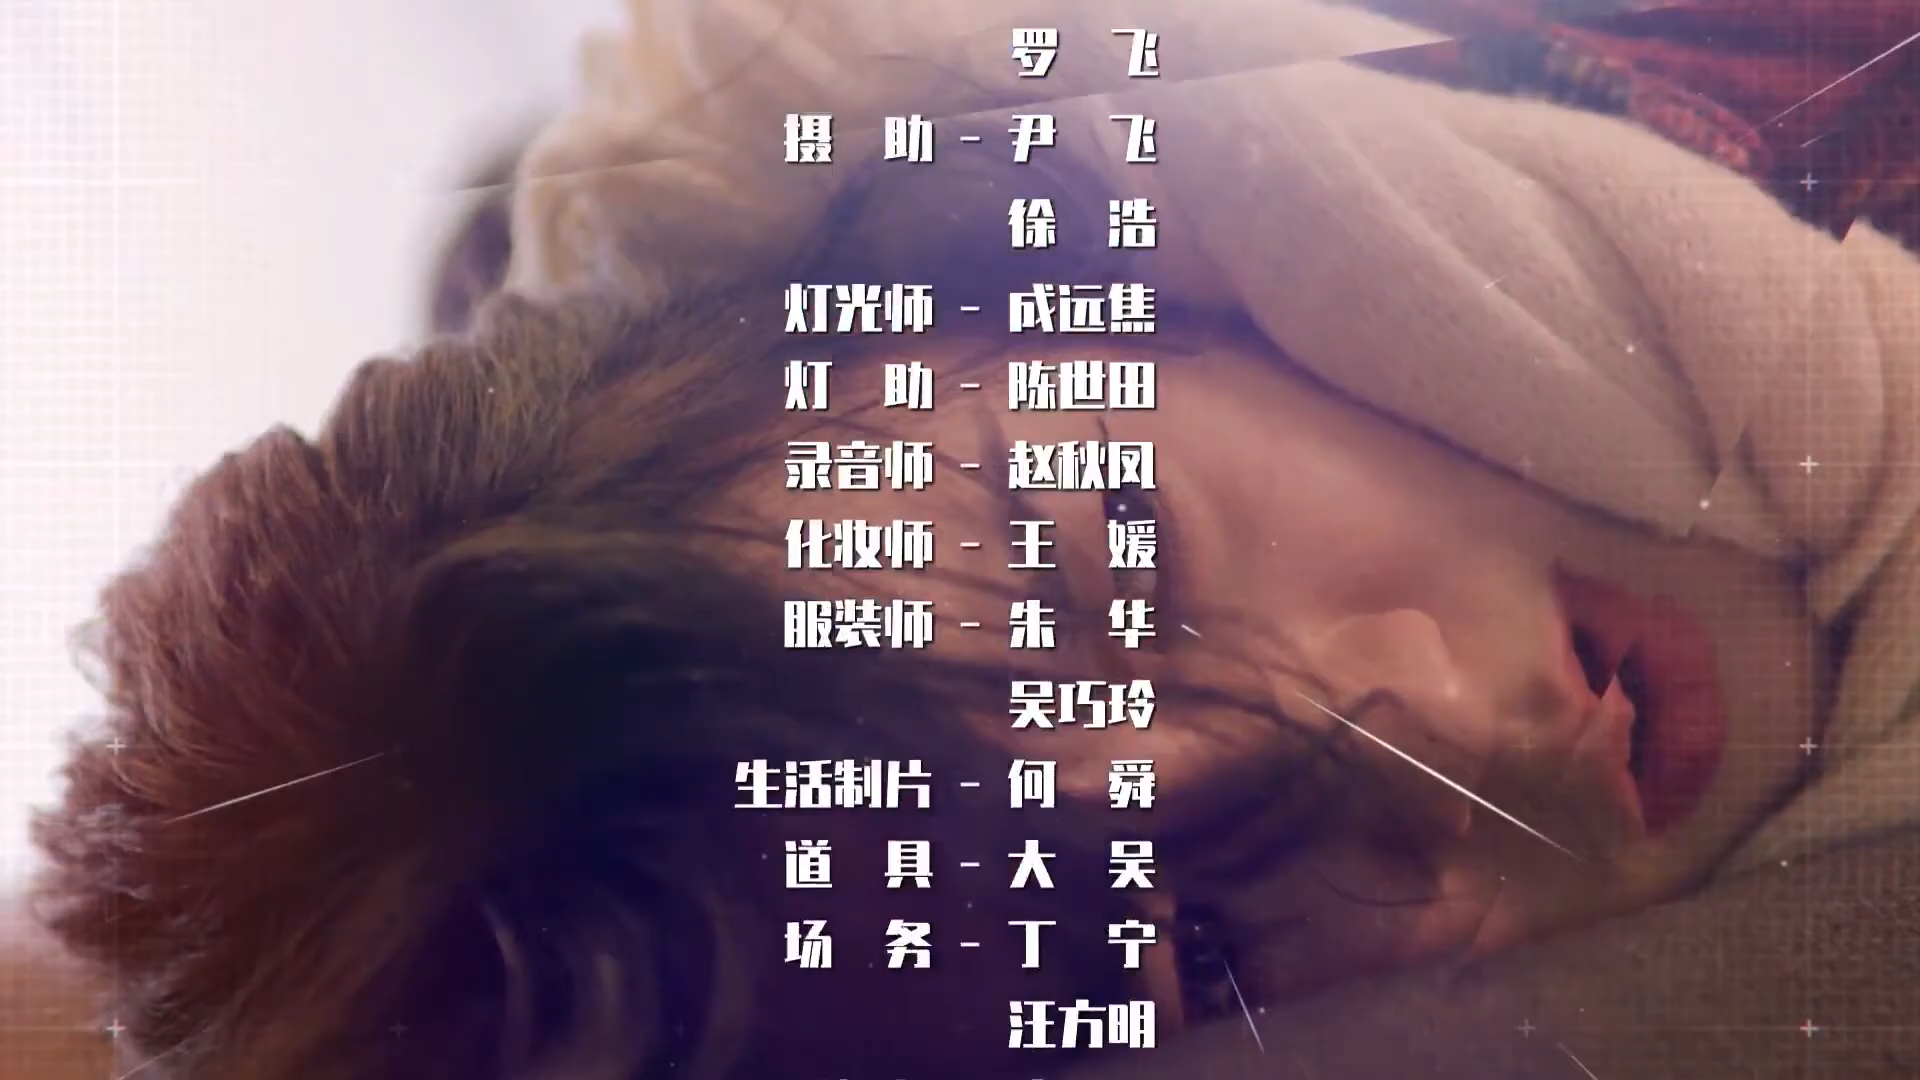 罗 飞
摄 助 - 尹 飞
徐 浩
灯光师 - 成远焦
灯 助 - 陈世田
录音师 - 赵秋凤
化妆师 - 王 媛
服装师 - 朱 华
吴巧玲
生活制片 - 何 舜
道 具 - 大 吴
场 务 - 丁 宁
汪方明